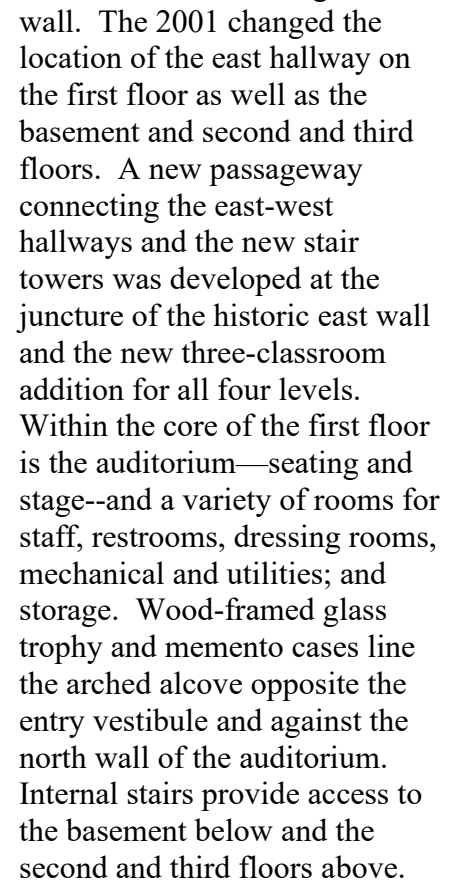 wall.  The 2001 changed the
location of the east hallway on
the first floor as well as the
basement and second and third
floors.  A new passageway
connecting the east-west
hallways and the new stair
towers was developed at the
juncture of the historic east wall
and the new three-classroom
addition for all four levels.
Within the core of the first floor
is the auditorium—seating and
stage--and a variety of rooms for
staff, restrooms, dressing rooms,
mechanical and utilities; and
storage.  Wood-framed glass
trophy and memento cases line
the arched alcove opposite the
entry vestibule and against the
north wall of the auditorium.
Internal stairs provide access to
the basement below and the
second and third floors above.